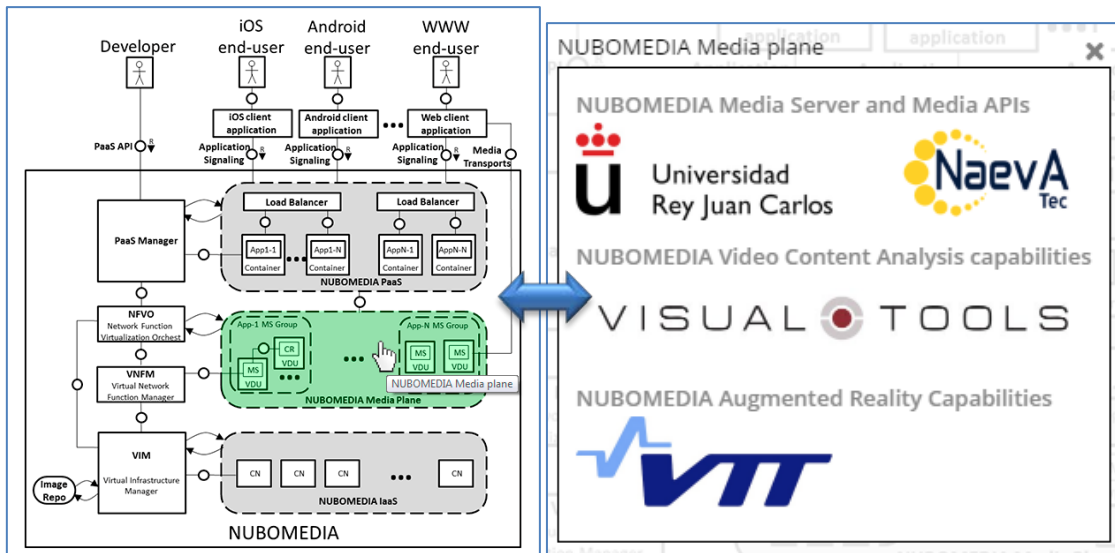 iOS
end-user
Android
end-user
WWW
end-user
Developer
iOS client
application
Android client
application
Web client
application
PaaS API
R
Application
Signaling
R
Application
Signaling
R
Application
Signaling
R
Media
Transports
PaaS Manager
Load Balancer
Load Balancer
App1-1
Container
App1-N
Container
AppN-1
Container
AppN-N
Container
NUBOMEDIA PaaS
NFVO
Network Function
Virtualization Orchest
VNFM
Virtual Network
Function Manager
App-1 MS Group
CR
VDU
MS
VDU
App-N MS Group
MS
VDU
MS
VDU
NUBOMEDIA Media plane
NUBOMEDIA Media Plane
VIM
Virtual Infrastructure
Manager
Image
Repo
CN
CN
CN
CN
NUBOMEDIA IaaS
NUBOMEDIA
application
application
NUBOMEDIA Media plane
NUBOMEDIA Media Server and Media APIs
u
Universidad
Rey Juan Carlos
NaevA
Tec
NUBOMEDIA Video Content Analysis capabilities
VISUAL TOOLS
NUBOMEDIA Augmented Reality Capabilities
VTT